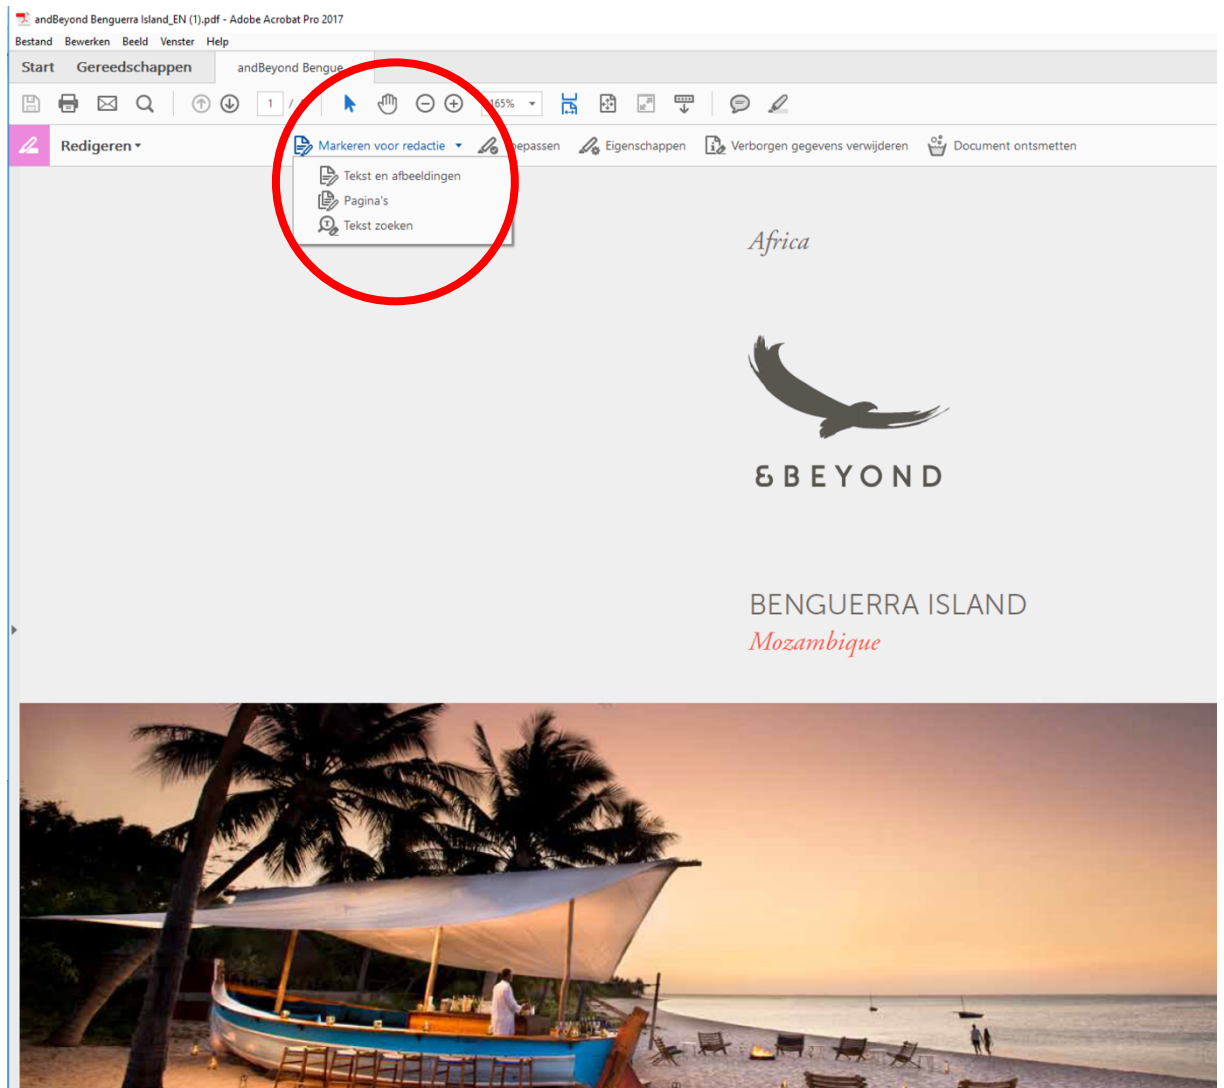 andBeyond Benguerra Island_EN (1).pdf - Adobe Acrobat Pro 2017
Bestand Bewerken Beeld Venster Help
Start Gereedschappen andBeyond Bengue
1 /
Redigeren Markeren voor redactie Eigenschappen Verborgen gegevens verwijderen Document ontsmetten
Tekst en afbeeldingen
Pagina's
Tekst zoeken
Africa
&BEYOND
BENGUERRA ISLAND
Mozambique